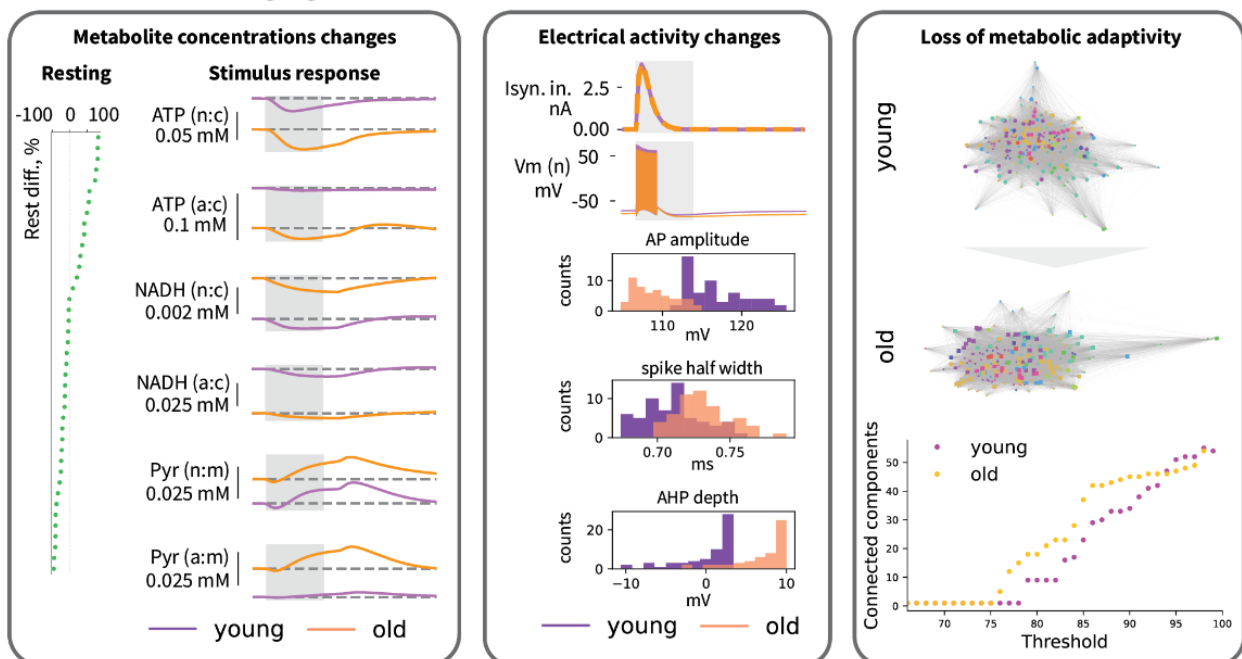 Metabolite concentrations changes
Resting
Stimulus response
-100 0 100
Rest diff., %
ATP (n:c)
0.05 mM
ATP (a:c)
0.1 mM
NADH (n:c)
0.002 mM
NADH (a:c)
0.025 mM
Pyr (n:m)
0.025 mM
Pyr (a:m)
0.025 mM
young old
Electrical activity changes
Isyn. in.
nA
2.5
0.00
Vm (n)
mV
50
-50
AP amplitude
counts
10
0
110 120
mV
spike half width
counts
10
0
0.70 0.75
ms
AHP depth
counts
20
0
−10 0 10
mV
young old
Loss of metabolic adaptivity
young
old
young
old
Connected components
50
40
30
20
10
0
70 75 80 85 90 95 100
Threshold